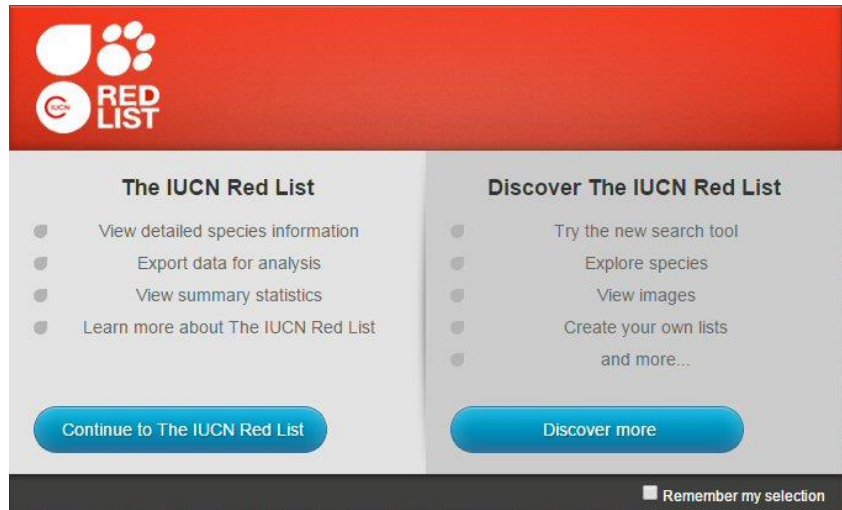 IUCN
RED
LIST
The IUCN Red List
View detailed species information
Export data for analysis
View summary statistics
Learn more about The IUCN Red List
Continue to The IUCN Red List
Discover The IUCN Red List
Try the new search tool
Explore species
View images
Create your own lists
and more...
Discover more
Remember my selection